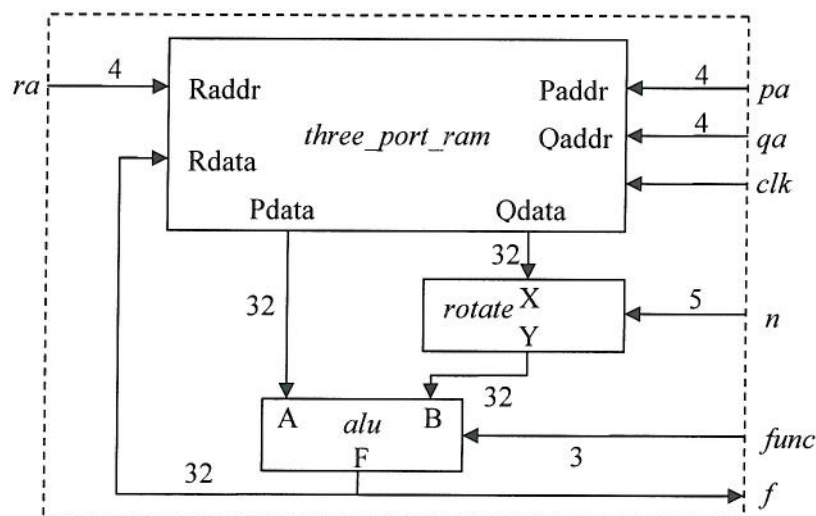 ra 4 Raddr Paddr 4 pa
three_port_ram Qaddr 4 qa
Rdata clk
Pdata Qdata
32
32 rotate X 5 n
Y
32
A alu B func
F 3
32 f